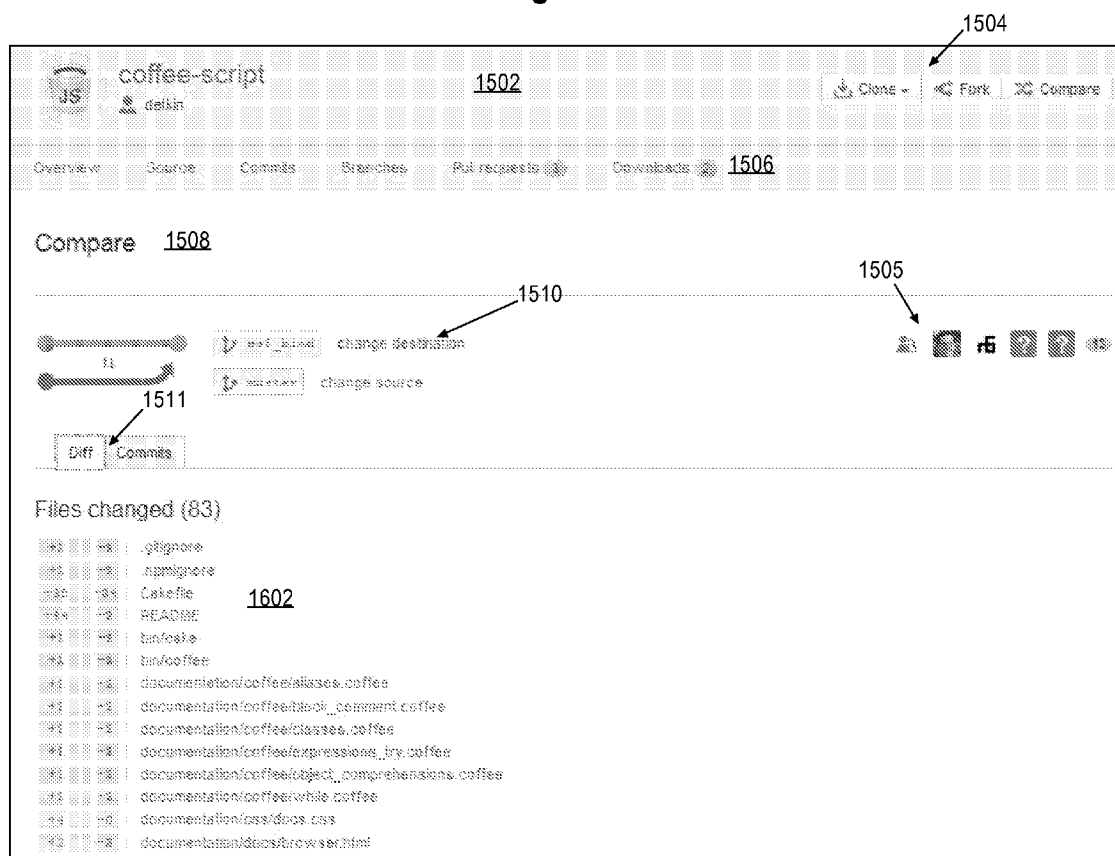 1504
coffee-script
JS
1502
Clone
Fork
Compare
delkin
Overview
Source
Commits
Branches
Pull requests
Downloads
1506
Compare
1508
1505
1510
change destination
change source
1511
Diff
Commits
Files changed (83)
.gitignore
.npmignore
Cakefile
1602
README
bin/cake
bin/coffee
documentation/coffee/aliases.coffee
documentation/coffee/block_comment.coffee
documentation/coffee/classes.coffee
documentation/coffee/expressions_try.coffee
documentation/coffee/object_comprehensions.coffee
documentation/coffee/while.coffee
documentation/css/docs.css
documentation/docs/browser.html